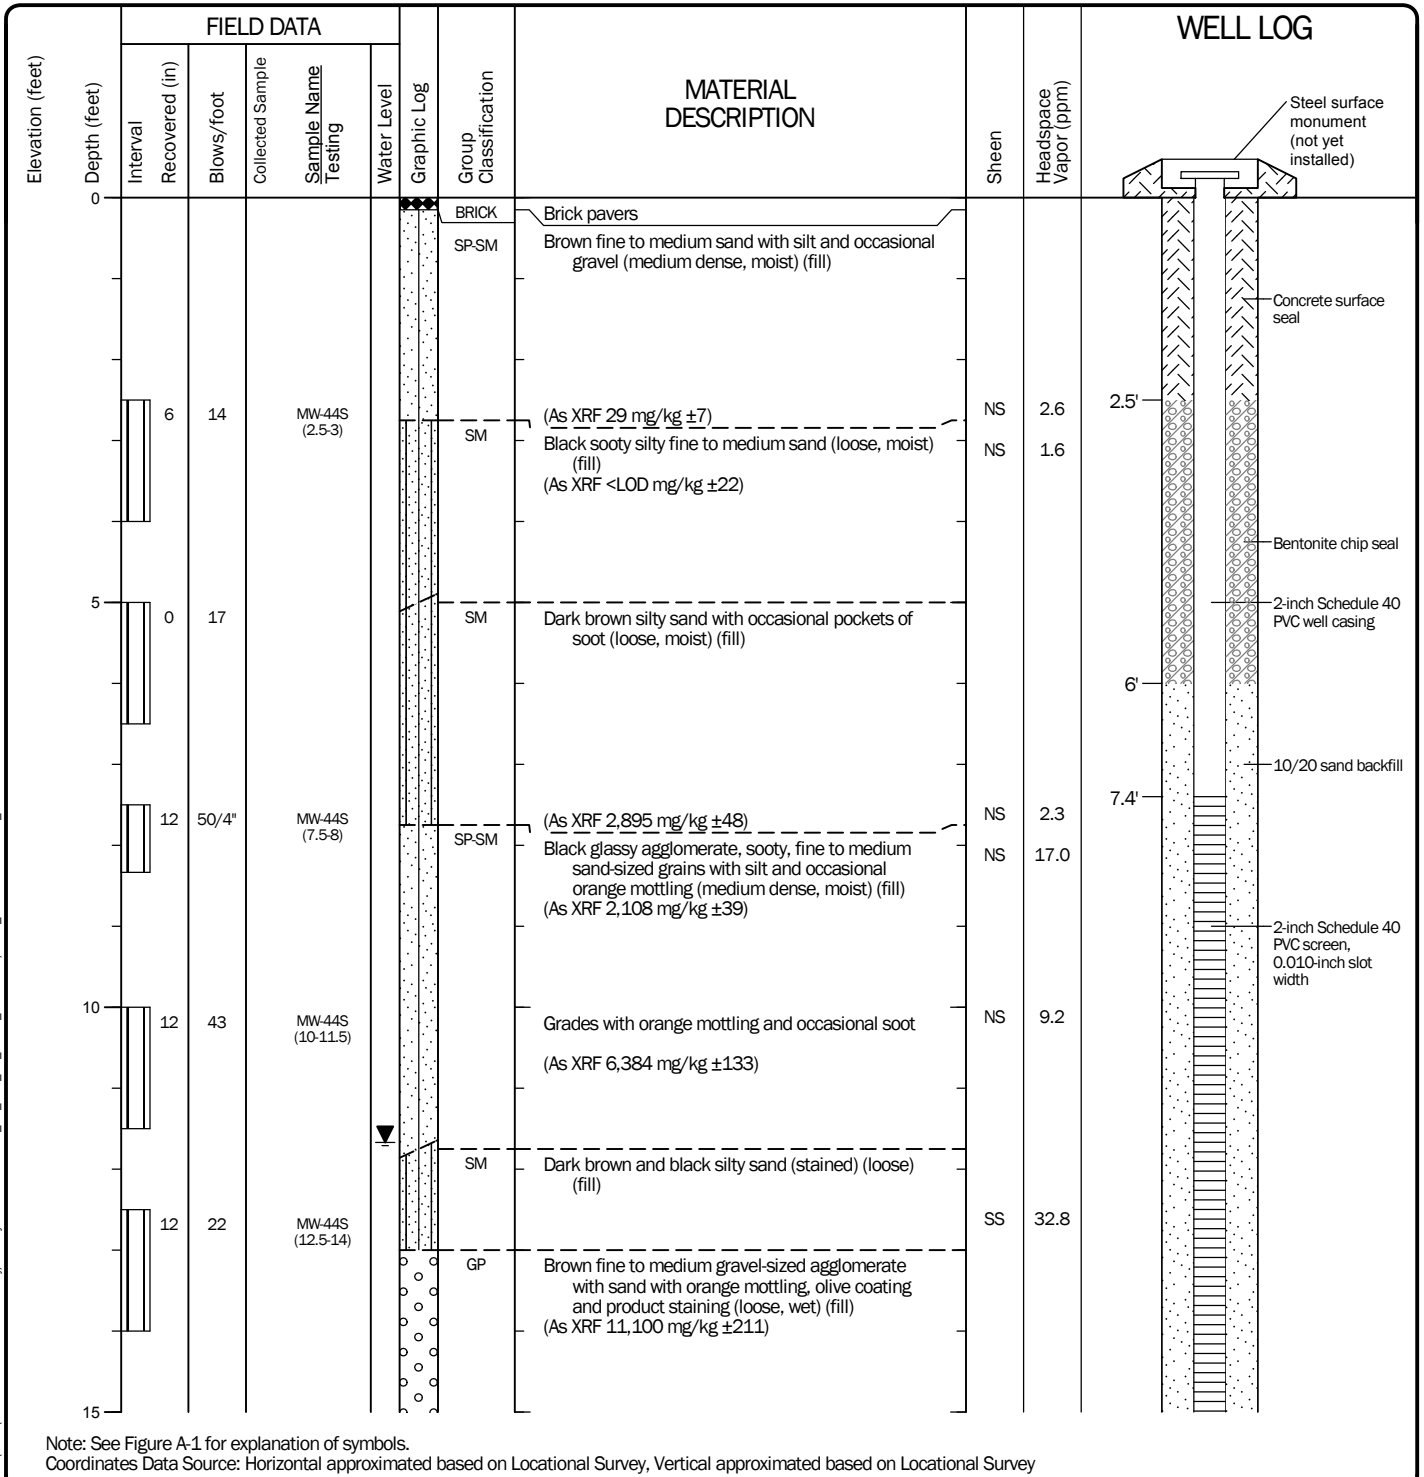 FIELD DATA
WELL LOG
Elevation (feet)
Depth (feet)
Interval
Recovered (in)
Blows/foot
Collected Sample
Sample Name
Testing
Water Level
Graphic Log
Group
Classification
MATERIAL
DESCRIPTION
Sheen
Headspace
Vapor (ppm)
Steel surface
monument
(not yet
installed)
0
BRICK
Brick pavers
SP-SM
Brown fine to medium sand with silt and occasional
gravel (medium dense, moist) (fill)
Concrete surface
seal
6
14
MW-44S
(2.5-3)
(As XRF 29 mg/kg ±7)
NS
2.6
2.5'
SM
Black sooty silty fine to medium sand (loose, moist)
(fill)
(As XRF <LOD mg/kg ±22)
NS
1.6
Bentonite chip seal
5
0
17
SM
Dark brown silty sand with occasional pockets of
soot (loose, moist) (fill)
2-inch Schedule 40
PVC well casing
6'
10/20 sand backfill
7.4'
12
50/4"
MW-44S
(7.5-8)
(As XRF 2,895 mg/kg ±48)
NS
2.3
SP-SM
Black glassy agglomerate, sooty, fine to medium
sand-sized grains with silt and occasional
orange mottling (medium dense, moist) (fill)
(As XRF 2,108 mg/kg ±39)
NS
17.0
2-inch Schedule 40
PVC screen,
0.010-inch slot
width
10
12
43
MW-44S
(10-11.5)
Grades with orange mottling and occasional soot
(As XRF 6,384 mg/kg ±133)
NS
9.2
SM
Dark brown and black silty sand (stained) (loose)
(fill)
12
22
MW-44S
(12.5-14)
SS
32.8
GP
Brown fine to medium gravel-sized agglomerate
with sand with orange mottling, olive coating
and product staining (loose, wet) (fill)
(As XRF 11,100 mg/kg ±211)
15
Note: See Figure A-1 for explanation of symbols.
Coordinates Data Source: Horizontal approximated based on Locational Survey, Vertical approximated based on Locational Survey